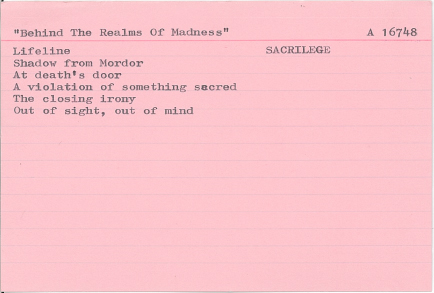 "Behind The Realms Of Madness" A 16748
Lifeline SACRILEGE
Shadow from Mordor
At death's door
A violation of something sacred
The closing irony
Out of sight, out of mind